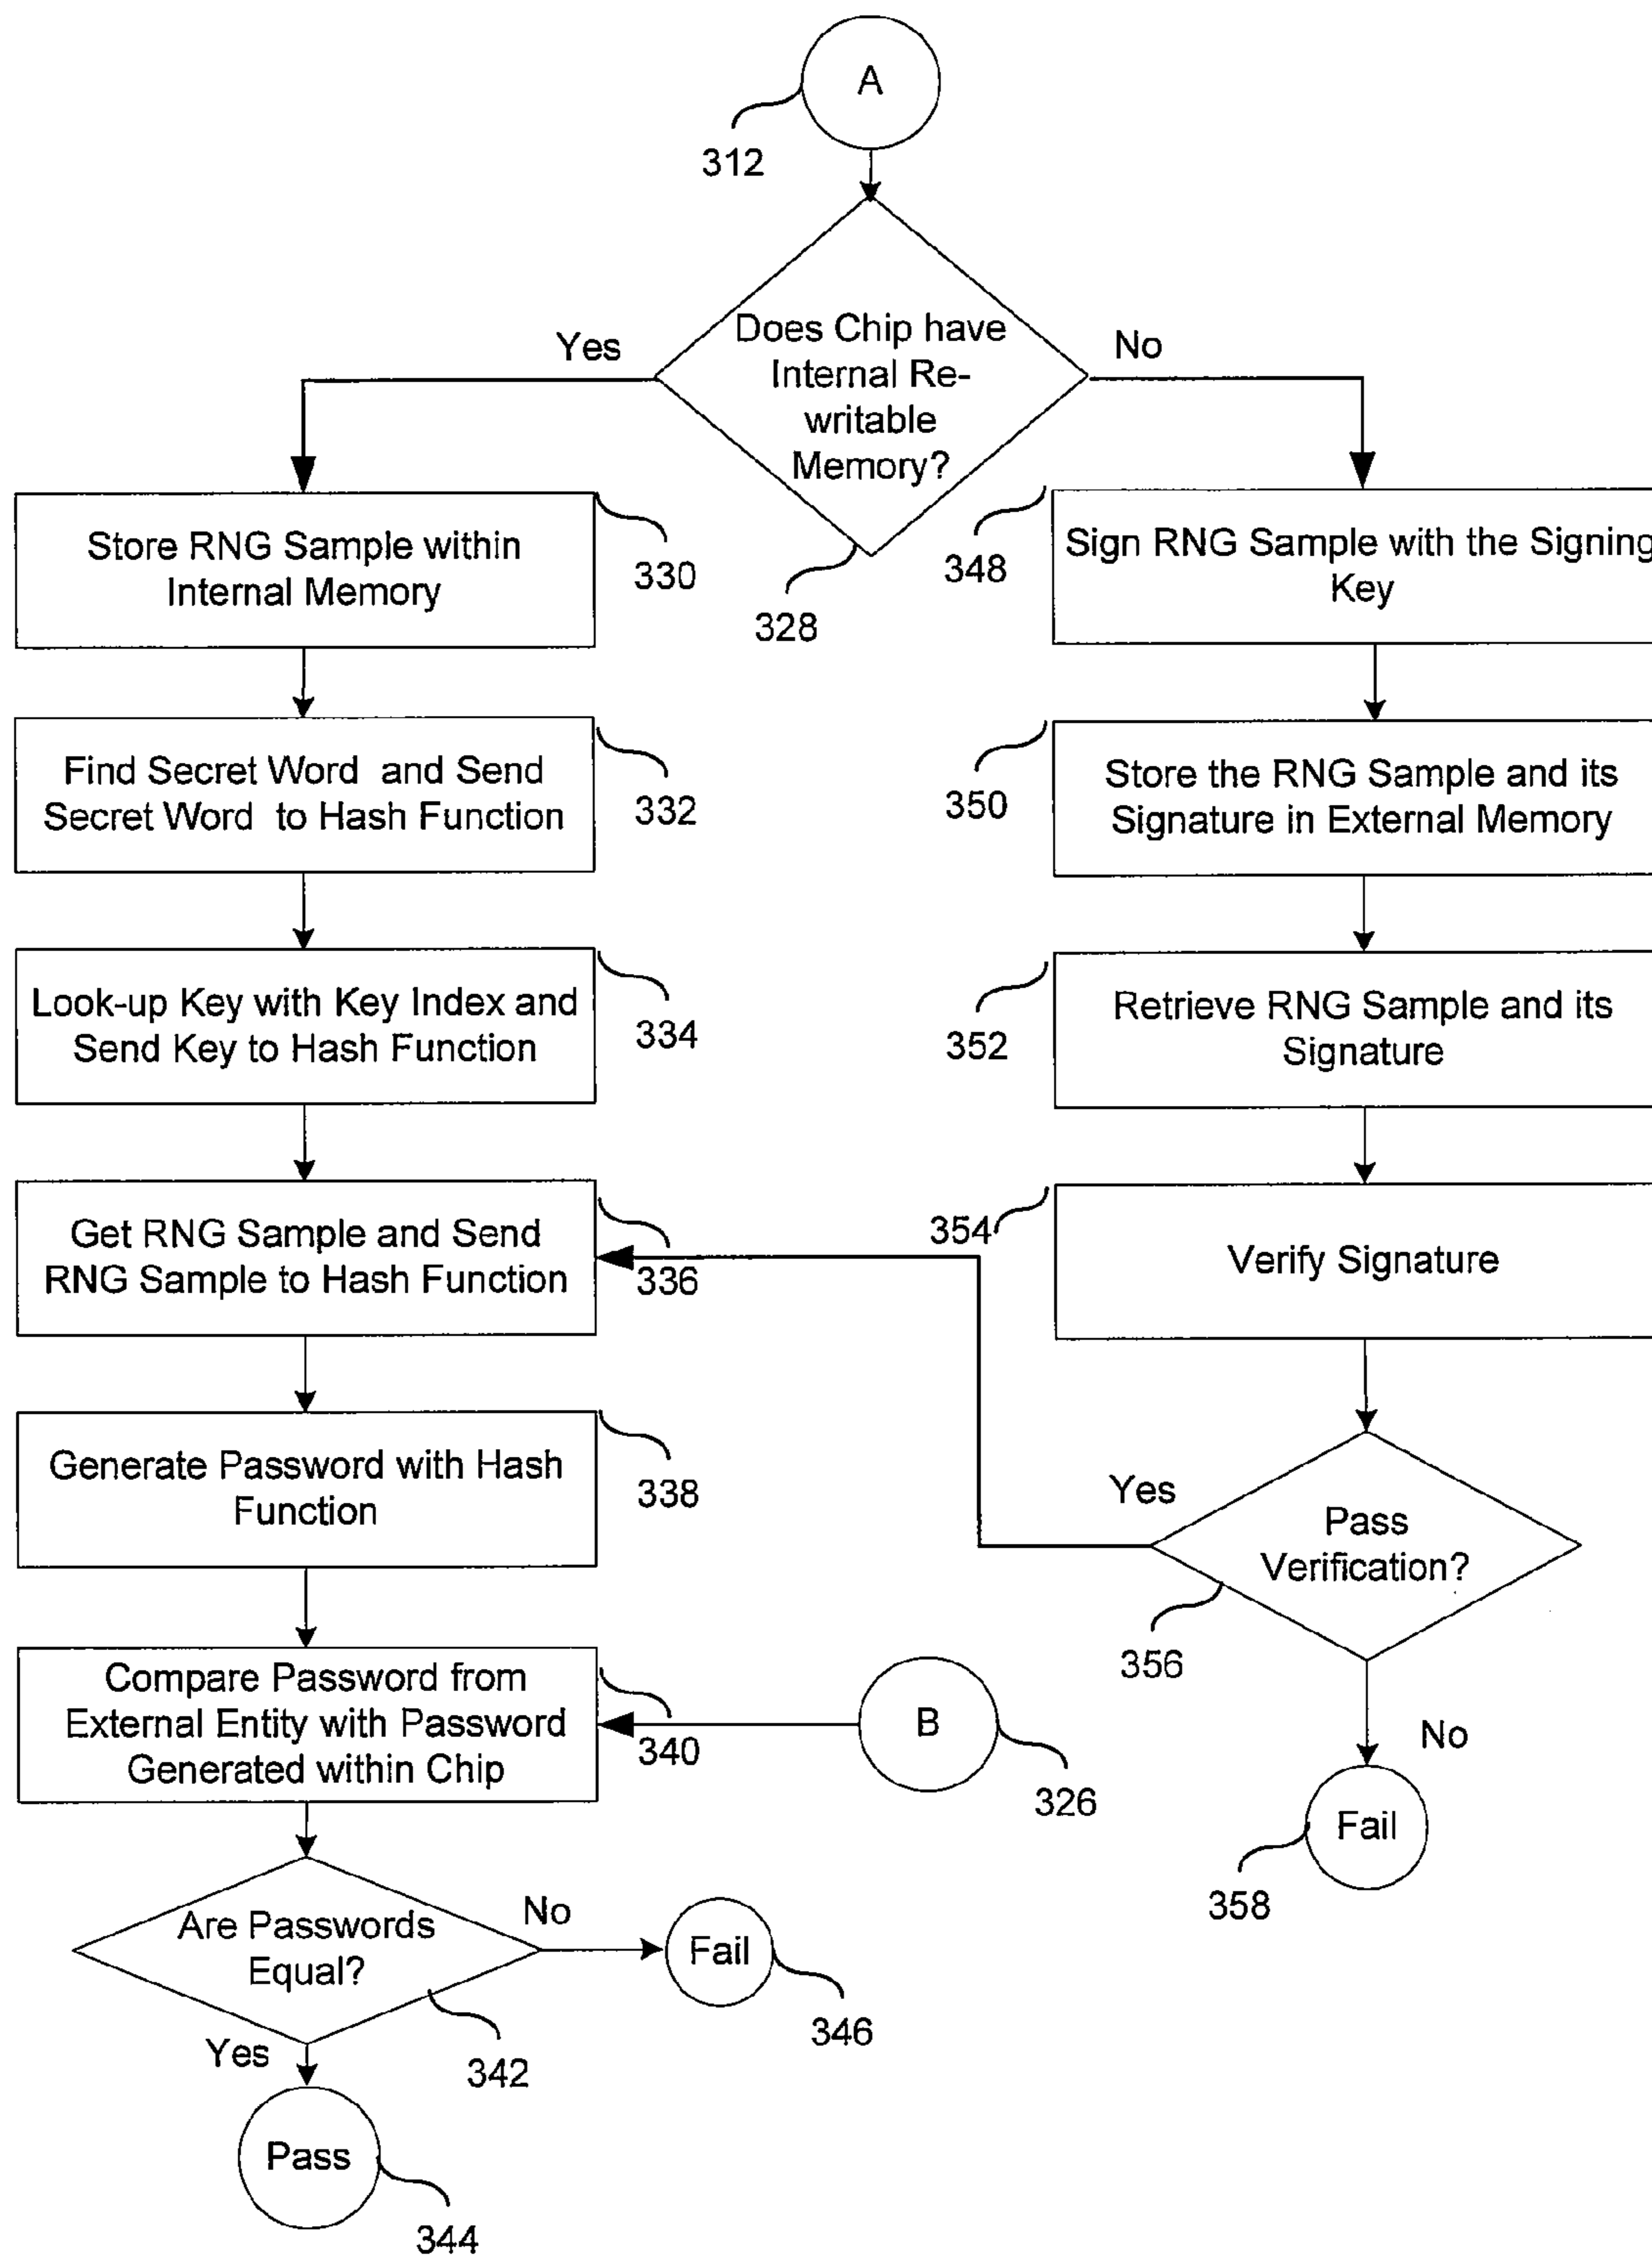 A
312
Does Chip have
Internal Re-
writable
Memory?
Yes
No
328
Store RNG Sample within
Internal Memory
330
348
Sign RNG Sample with the Signing
Key
Find Secret Word and Send
Secret Word to Hash Function
332
350
Store the RNG Sample and its
Signature in External Memory
Look-up Key with Key Index and
Send Key to Hash Function
334
352
Retrieve RNG Sample and its
Signature
Get RNG Sample and Send
RNG Sample to Hash Function
336
354
Verify Signature
Generate Password with Hash
Function
338
Yes
Pass
Verification?
356
No
Fail
358
Compare Password from
External Entity with Password
Generated within Chip
340
B
326
Are Passwords
Equal?
No
Fail
346
342
Yes
Pass
344